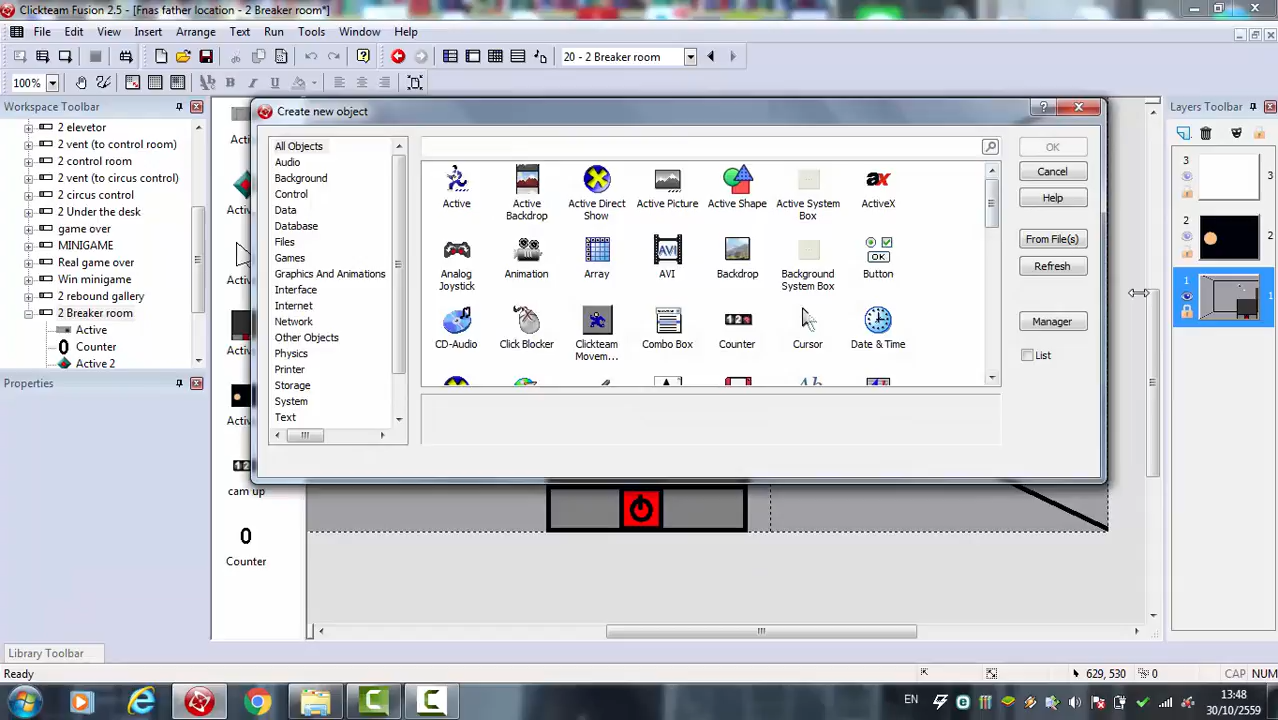 Clickteam Fusion 2.5 - [Fnas father location - 2 Breaker room*]
File Edit View Insert Arrange Text Run Tools Window Help
20 - 2 Breaker room
100%
Workspace Toolbar
2 elevetor
2 vent (to control room)
2 control room
2 vent (to circus control)
2 circus control
2 Under the desk
game over
MINIGAME
Real game over
Win minigame
2 rebound gallery
2 Breaker room
Active
Counter
Active 2
Properties
Library Toolbar
Ready
cam up
0
Counter
Create new object
All Objects
Audio
Background
Control
Data
Database
Files
Games
Graphics And Animations
Interface
Internet
Network
Other Objects
Physics
Printer
Storage
System
Text
Active
Active Backdrop
Active Direct Show
Active Picture
Active Shape
Active System Box
ActiveX
Analog Joystick
Animation
Array
AVI
Backdrop
Background System Box
Button
CD-Audio
Click Blocker
Clickteam Movem...
Combo Box
Counter
Cursor
Date & Time
OK
Cancel
Help
From File(s)
Refresh
Manager
List
Layers Toolbar
3
3
2
2
1
1
629, 530
0
CAP NUM
EN
13:48
30/10/2559